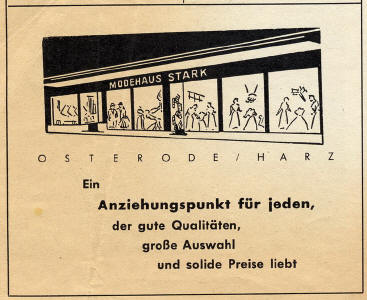 MODEHAUS STARK
OSTERODE/HARZ
Ein
Anziehungspunkt für jeden,
der gute Qualitäten,
große Auswahl
und solide Preise liebt